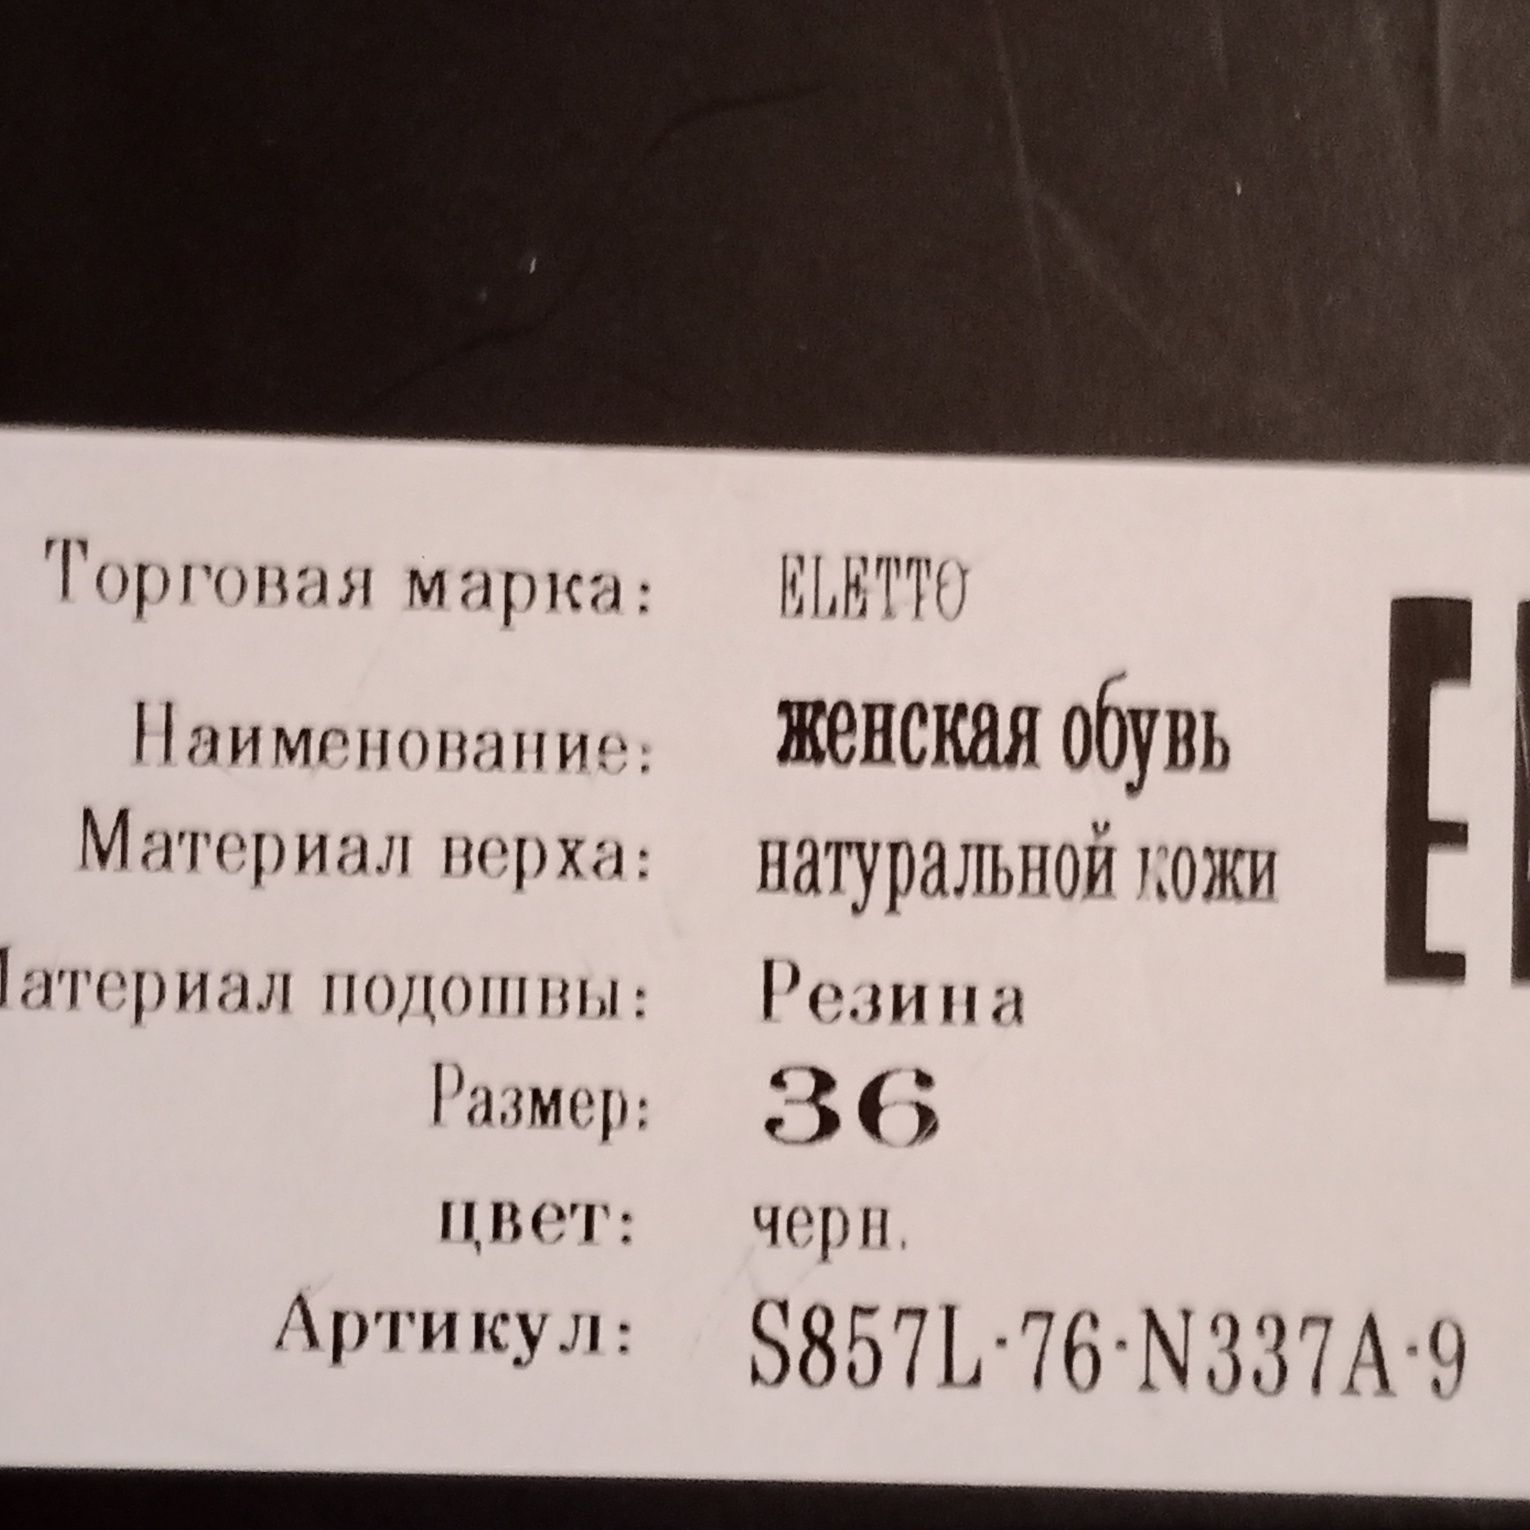 Торговая марка: ELETTO
Наименование: женская обувь
Материал верха: натуральной кожи
Материал подошвы: Резина
Размер: 36
цвет: черн.
Артикул: S857L·76·N337A·9